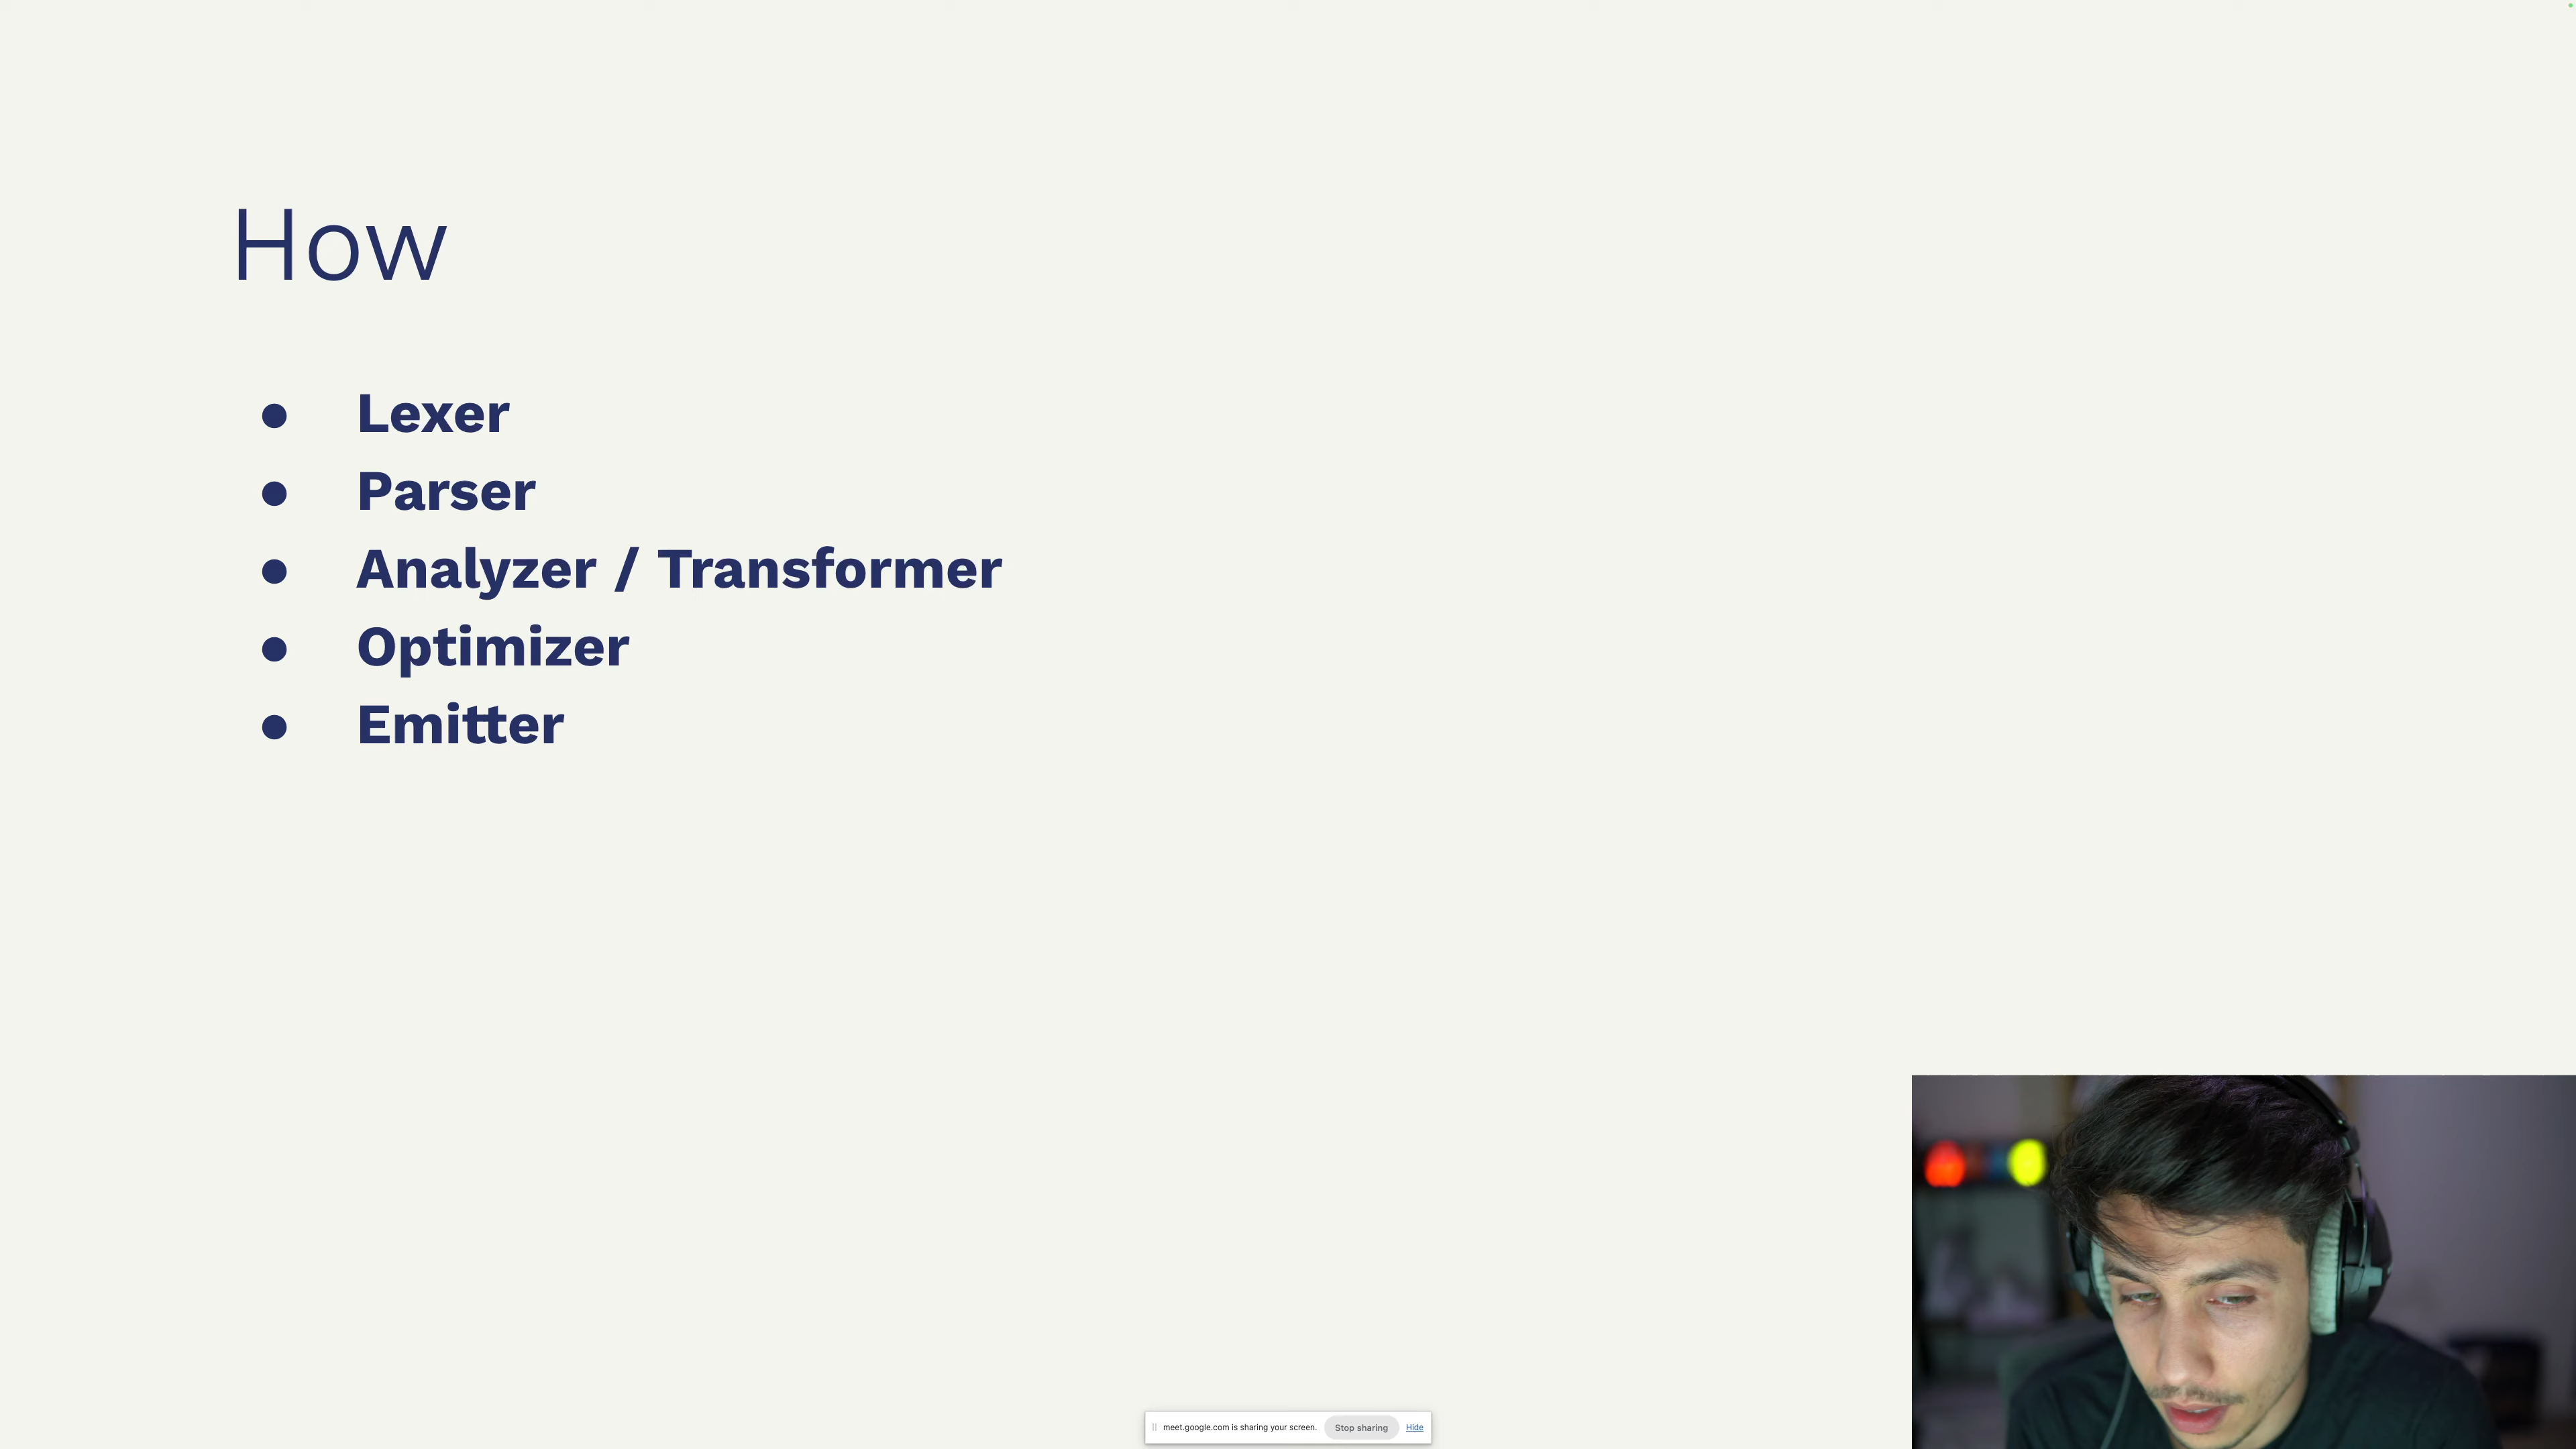 How
● Lexer
● Parser
● Analyzer / Transformer
● Optimizer
● Emitter
meet.google.com is sharing your screen. Stop sharing Hide